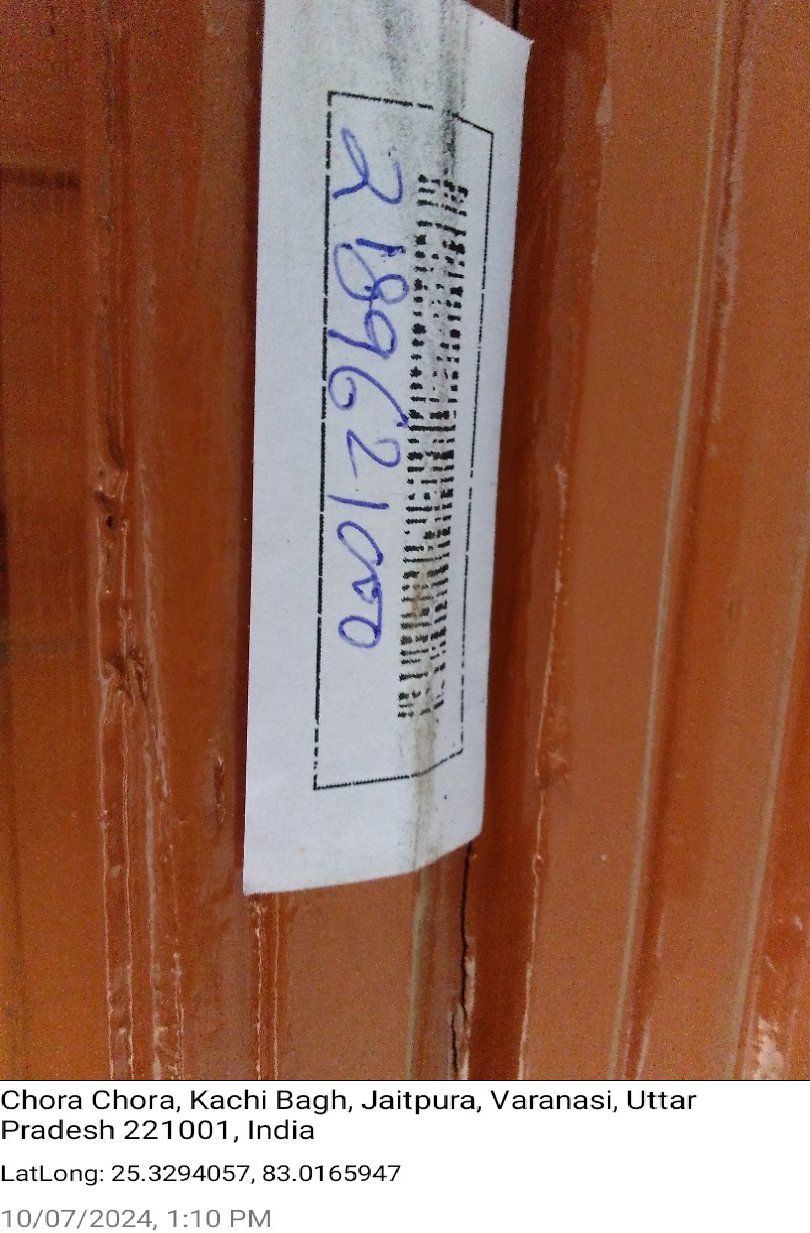 2189621000
Chora Chora, Kachi Bagh, Jaitpura, Varanasi, Uttar
Pradesh 221001, India
LatLong: 25.3294057, 83.0165947
10/07/2024, 1:10 PM